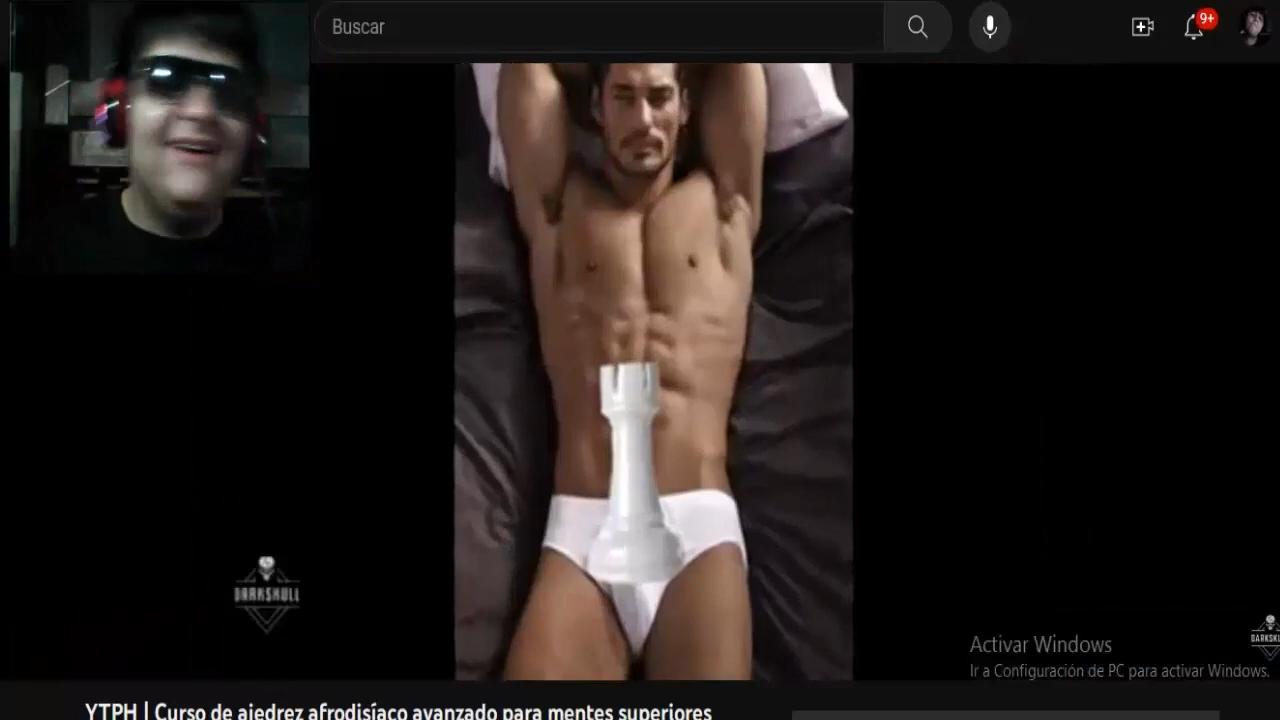 Buscar
9+
DARKSKULL
Activar Windows
Ir a Configuración de PC para activar Windows.
YTPH | Curso de ajedrez afrodisíaco avanzado para mentes superiores